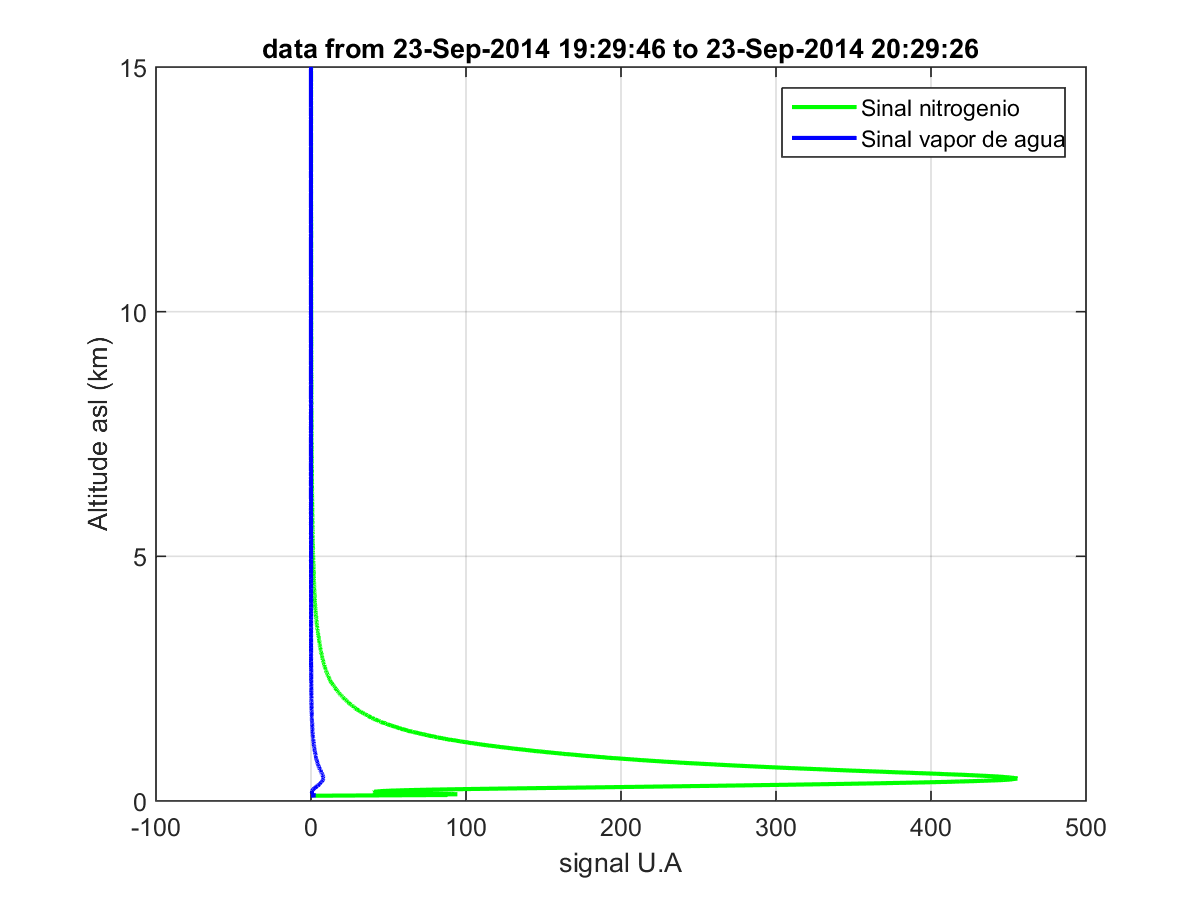 data from 23-Sep-2014 19:29:46 to 23-Sep-2014 20:29:26
Sinal nitrogenio
Sinal vapor de agua
Altitude asl (km)
15
10
5
0
-100 0 100 200 300 400 500
signal U.A